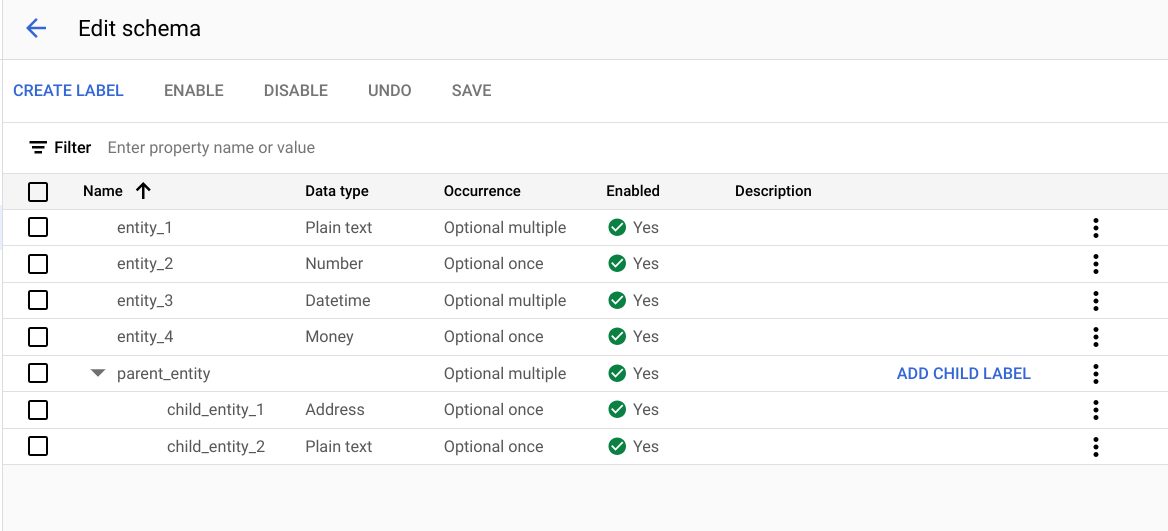 Edit schema
CREATE LABEL ENABLE DISABLE UNDO SAVE
Filter Enter property name or value
Name Data type Occurrence Enabled Description
entity_1 Plain text Optional multiple Yes
entity_2 Number Optional once Yes
entity_3 Datetime Optional multiple Yes
entity_4 Money Optional once Yes
parent_entity Optional multiple Yes ADD CHILD LABEL
child_entity_1 Address Optional once Yes
child_entity_2 Plain text Optional once Yes